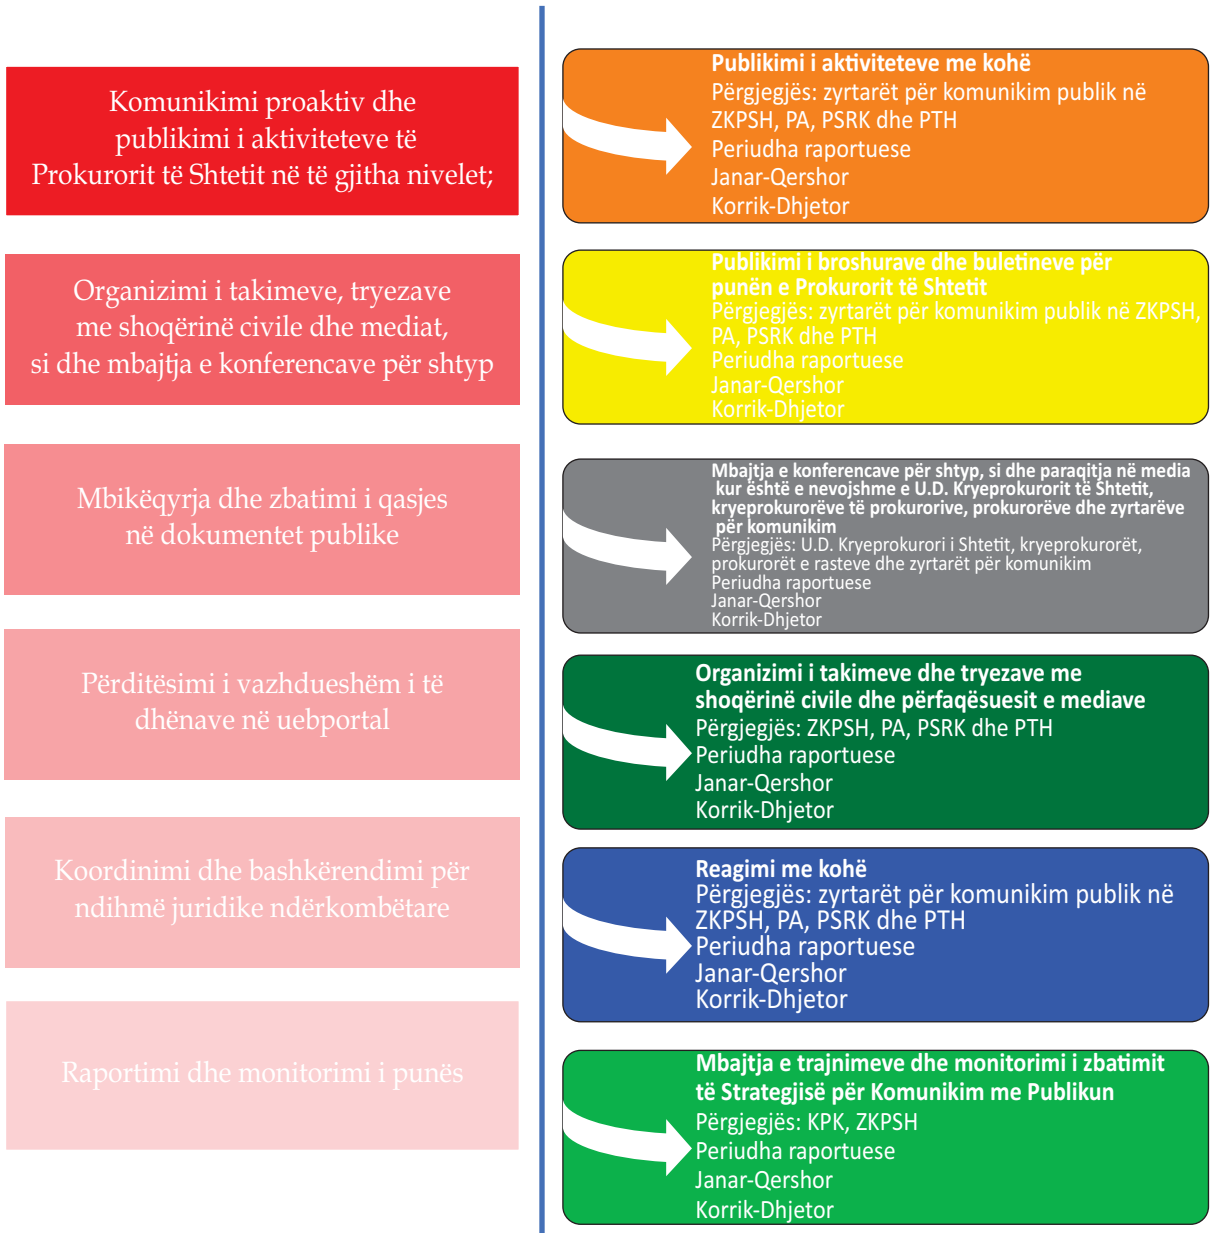 Komunikimi proaktiv dhe
publikimi i aktiviteteve të
Prokurorit të Shtetit në të gjitha nivelet;
Organizimi i takimeve, tryezave
me shoqërinë civile dhe mediat,
si dhe mbajtja e konferencave për shtyp
Mbikëqyrja dhe zbatimi i qasjes
në dokumentet publike
Përditësimi i vazhdueshëm i të
dhënave në uebportal
Koordinimi dhe bashkërendimi për
ndihmë juridike ndërkombëtare
Raportimi dhe monitorimi i punës
Publikimi i aktiviteteve me kohë
Përgjegjës: zyrtarët për komunikim publik në
ZKPSH, PA, PSRK dhe PTH
Periudha raportuese
Janar-Qershor
Korrik-Dhjetor
Publikimi i broshurave dhe buletineve për
punën e Prokurorit të Shtetit
Përgjegjës: zyrtarët për komunikim publik në ZKPSH,
PA, PSRK dhe PTH
Periudha raportuese
Janar-Qershor
Korrik-Dhjetor
Mbajtja e konferencave për shtyp, si dhe paraqitja në media
kur është e nevojshme e U.D. Kryeprokurorit të Shtetit,
kryeprokurorëve të prokurorive, prokurorëve dhe zyrtarëve
për komunikim
Përgjegjës: U.D. Kryeprokurori i Shtetit, kryeprokurorët,
prokurorët e rasteve dhe zyrtarët për komunikim
Periudha raportuese
Janar-Qershor
Korrik-Dhjetor
Organizimi i takimeve dhe tryezave me
shoqërinë civile dhe përfaqësuesit e mediave
Përgjegjës: ZKPSH, PA, PSRK dhe PTH
Periudha raportuese
Janar-Qershor
Korrik-Dhjetor
Reagimi me kohë
Përgjegjës: zyrtarët për komunikim publik në
ZKPSH, PA, PSRK dhe PTH
Periudha raportuese
Janar-Qershor
Korrik-Dhjetor
Mbajtja e trajnimeve dhe monitorimi i zbatimit
të Strategjisë për Komunikim me Publikun
Përgjegjës: KPK, ZKPSH
Periudha raportuese
Janar-Qershor
Korrik-Dhjetor